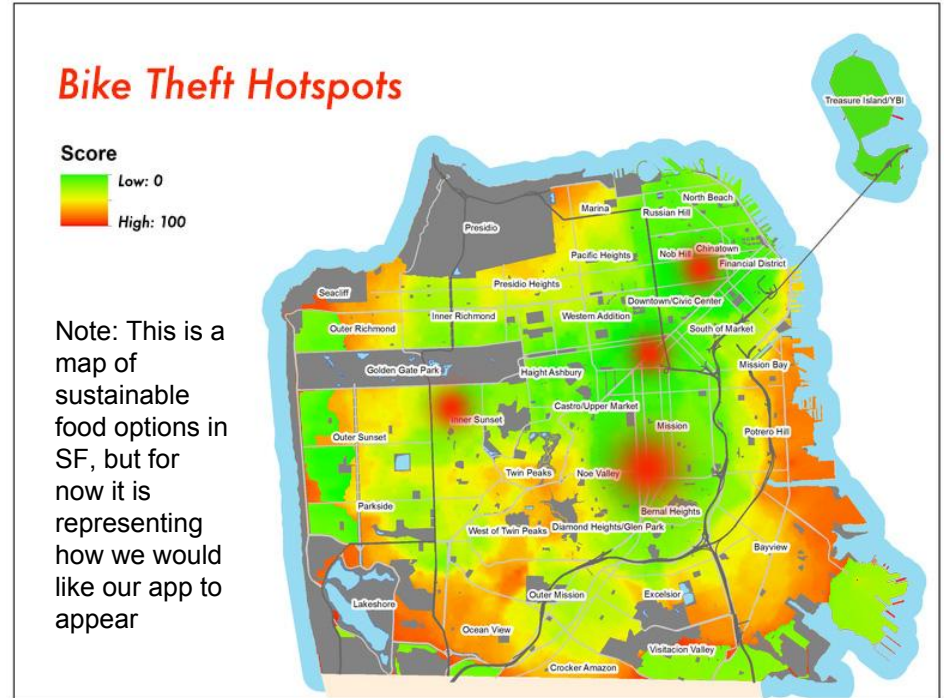 Bike Theft Hotspots
Score
Low: 0
High: 100
Note: This is a
map of
sustainable
food options in
SF, but for
now it is
representing
how we would
like our app to
appear
Treasure Island/YBI
North Beach
Marina
Russian Hill
Presidio
Chinatown
Pacific Heights
Nob Hill
Financial District
Presidio Heights
Seacliff
Downtown/Civic Center
Inner Richmond
Western Addition
Outer Richmond
South of Market
Golden Gate Park
Haight Ashbury
Mission Bay
Castro/Upper Market
Inner Sunset
Mission
Potrero Hill
Outer Sunset
Twin Peaks
Noe Valley
Parkside
Bernal Heights
West of Twin Peaks
Diamond Heights/Glen Park
Bayview
Outer Mission
Excelsior
Lakeshore
Ocean View
Visitacion Valley
Crocker Amazon